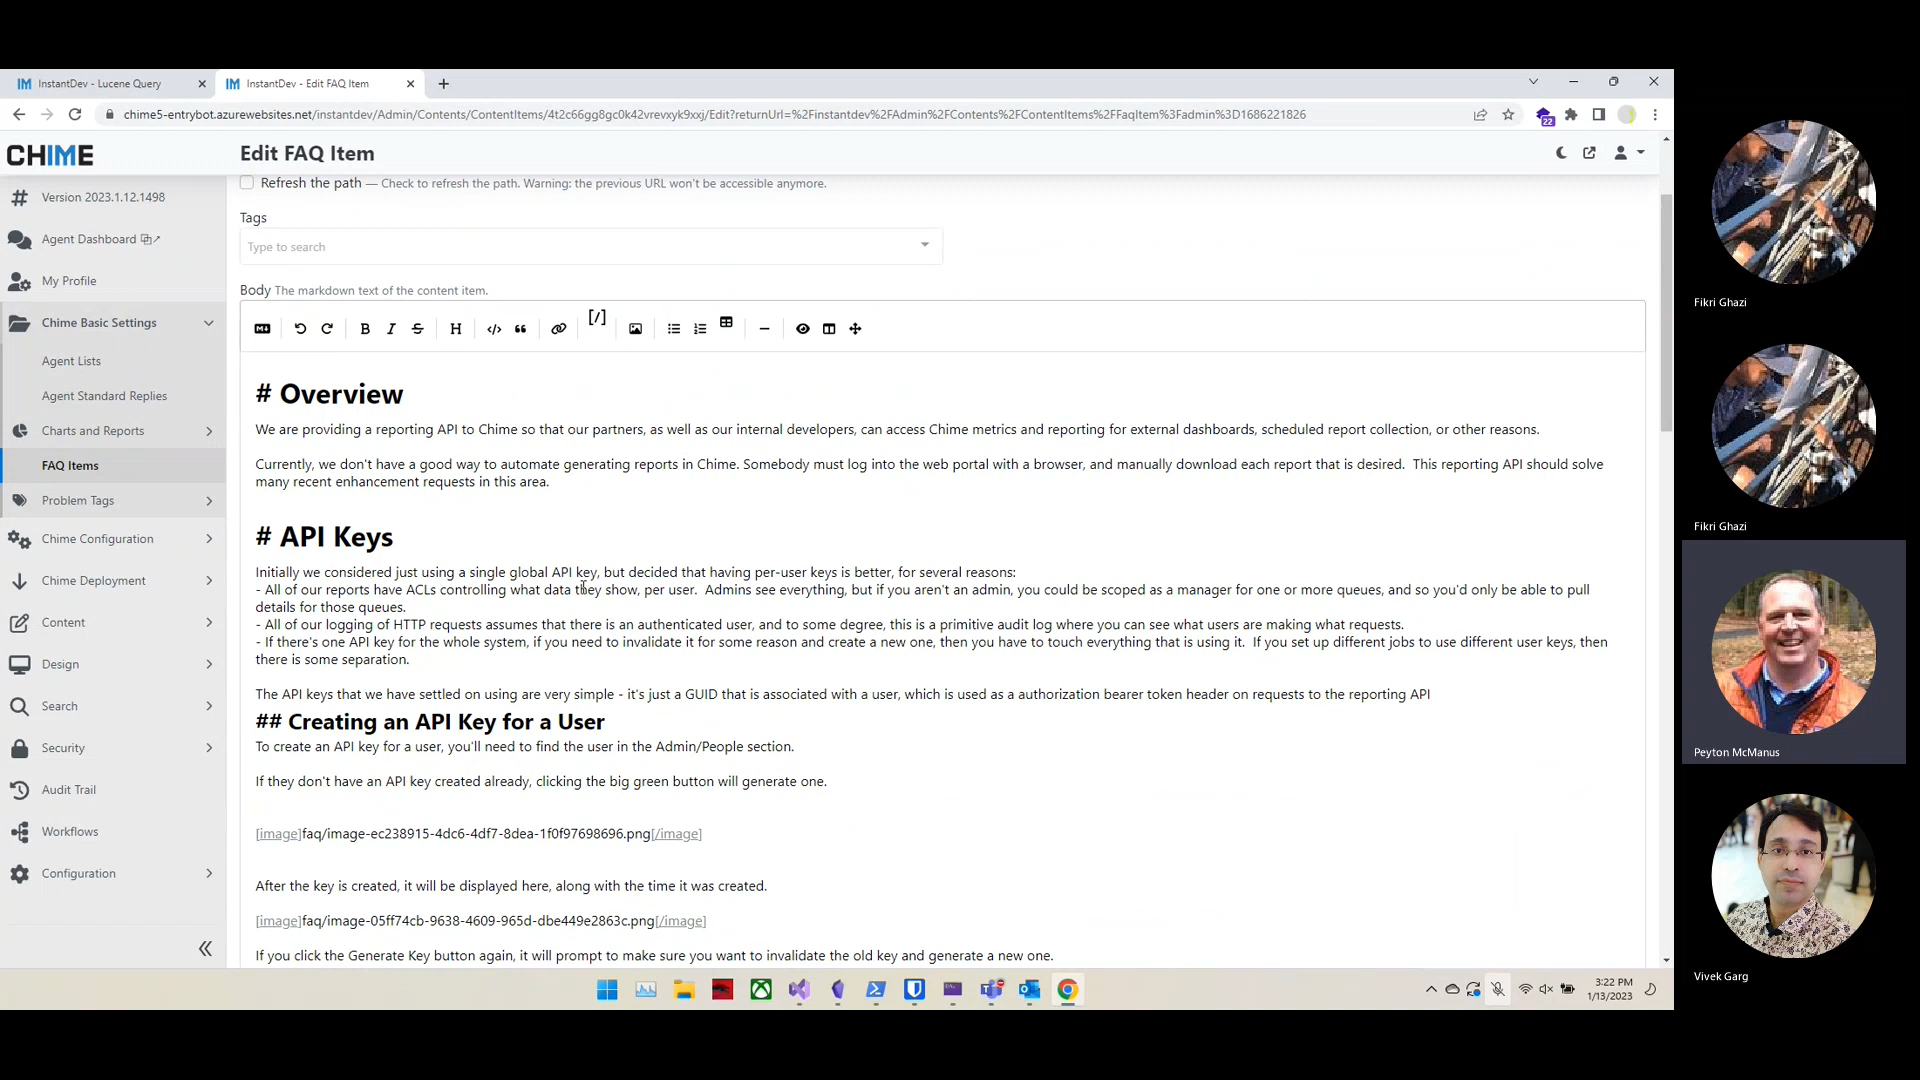 InstantDev - Lucene Query
InstantDev - Edit FAQ Item
chime5-entrybot.azurewebsites.net/instantdev/Admin/Contents/ContentItems/4t2c66gg8gc0k42vrevxyk9xxj/Edit?returnUrl=%2Finstantdev%2FAdmin%2FContents%2FContentItems%2FFaqItem%3Fadmin%3D1686221826
22
CHIME
Edit FAQ Item
Version 2023.1.12.1498
Agent Dashboard
My Profile
Chime Basic Settings
Agent Lists
Agent Standard Replies
Charts and Reports
FAQ Items
Problem Tags
Chime Configuration
Chime Deployment
Content
Design
Search
Security
Audit Trail
Workflows
Configuration
Refresh the path — Check to refresh the path. Warning: the previous URL won't be accessible anymore.
Tags
Type to search
Body The markdown text of the content item.
# Overview
We are providing a reporting API to Chime so that our partners, as well as our internal developers, can access Chime metrics and reporting for external dashboards, scheduled report collection, or other reasons.
Currently, we don't have a good way to automate generating reports in Chime. Somebody must log into the web portal with a browser, and manually download each report that is desired. This reporting API should solve
many recent enhancement requests in this area.
# API Keys
Initially we considered just using a single global API key, but decided that having per-user keys is better, for several reasons:
- All of our reports have ACLs controlling what data they show, per user. Admins see everything, but if you aren't an admin, you could be scoped as a manager for one or more queues, and so you'd only be able to pull
details for those queues.
- All of our logging of HTTP requests assumes that there is an authenticated user, and to some degree, this is a primitive audit log where you can see what users are making what requests.
- If there's one API key for the whole system, if you need to invalidate it for some reason and create a new one, then you have to touch everything that is using it. If you set up different jobs to use different user keys, then
there is some separation.
The API keys that we have settled on using are very simple - it's just a GUID that is associated with a user, which is used as a authorization bearer token header on requests to the reporting API
## Creating an API Key for a User
To create an API key for a user, you'll need to find the user in the Admin/People section.
If they don't have an API key created already, clicking the big green button will generate one.
[image]faq/image-ec238915-4dc6-4df7-8dea-1f0f97698696.png[/image]
After the key is created, it will be displayed here, along with the time it was created.
[image]faq/image-05ff74cb-9638-4609-965d-dbe449e2863c.png[/image]
If you click the Generate Key button again, it will prompt to make sure you want to invalidate the old key and generate a new one.
3:22 PM
1/13/2023
Fikri Ghazi
Fikri Ghazi
Peyton McManus
Vivek Garg